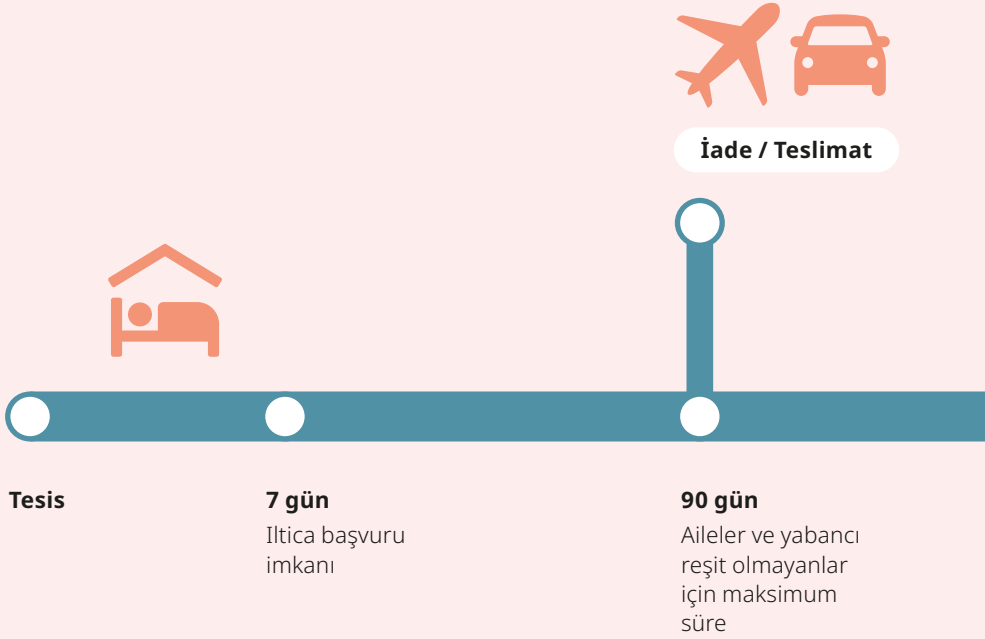 İade / Teslimat
Tesis
7 gün
Iltica başvuru
imkanı
90 gün
Aileler ve yabancı
reşit olmayanlar
için maksimum
süre